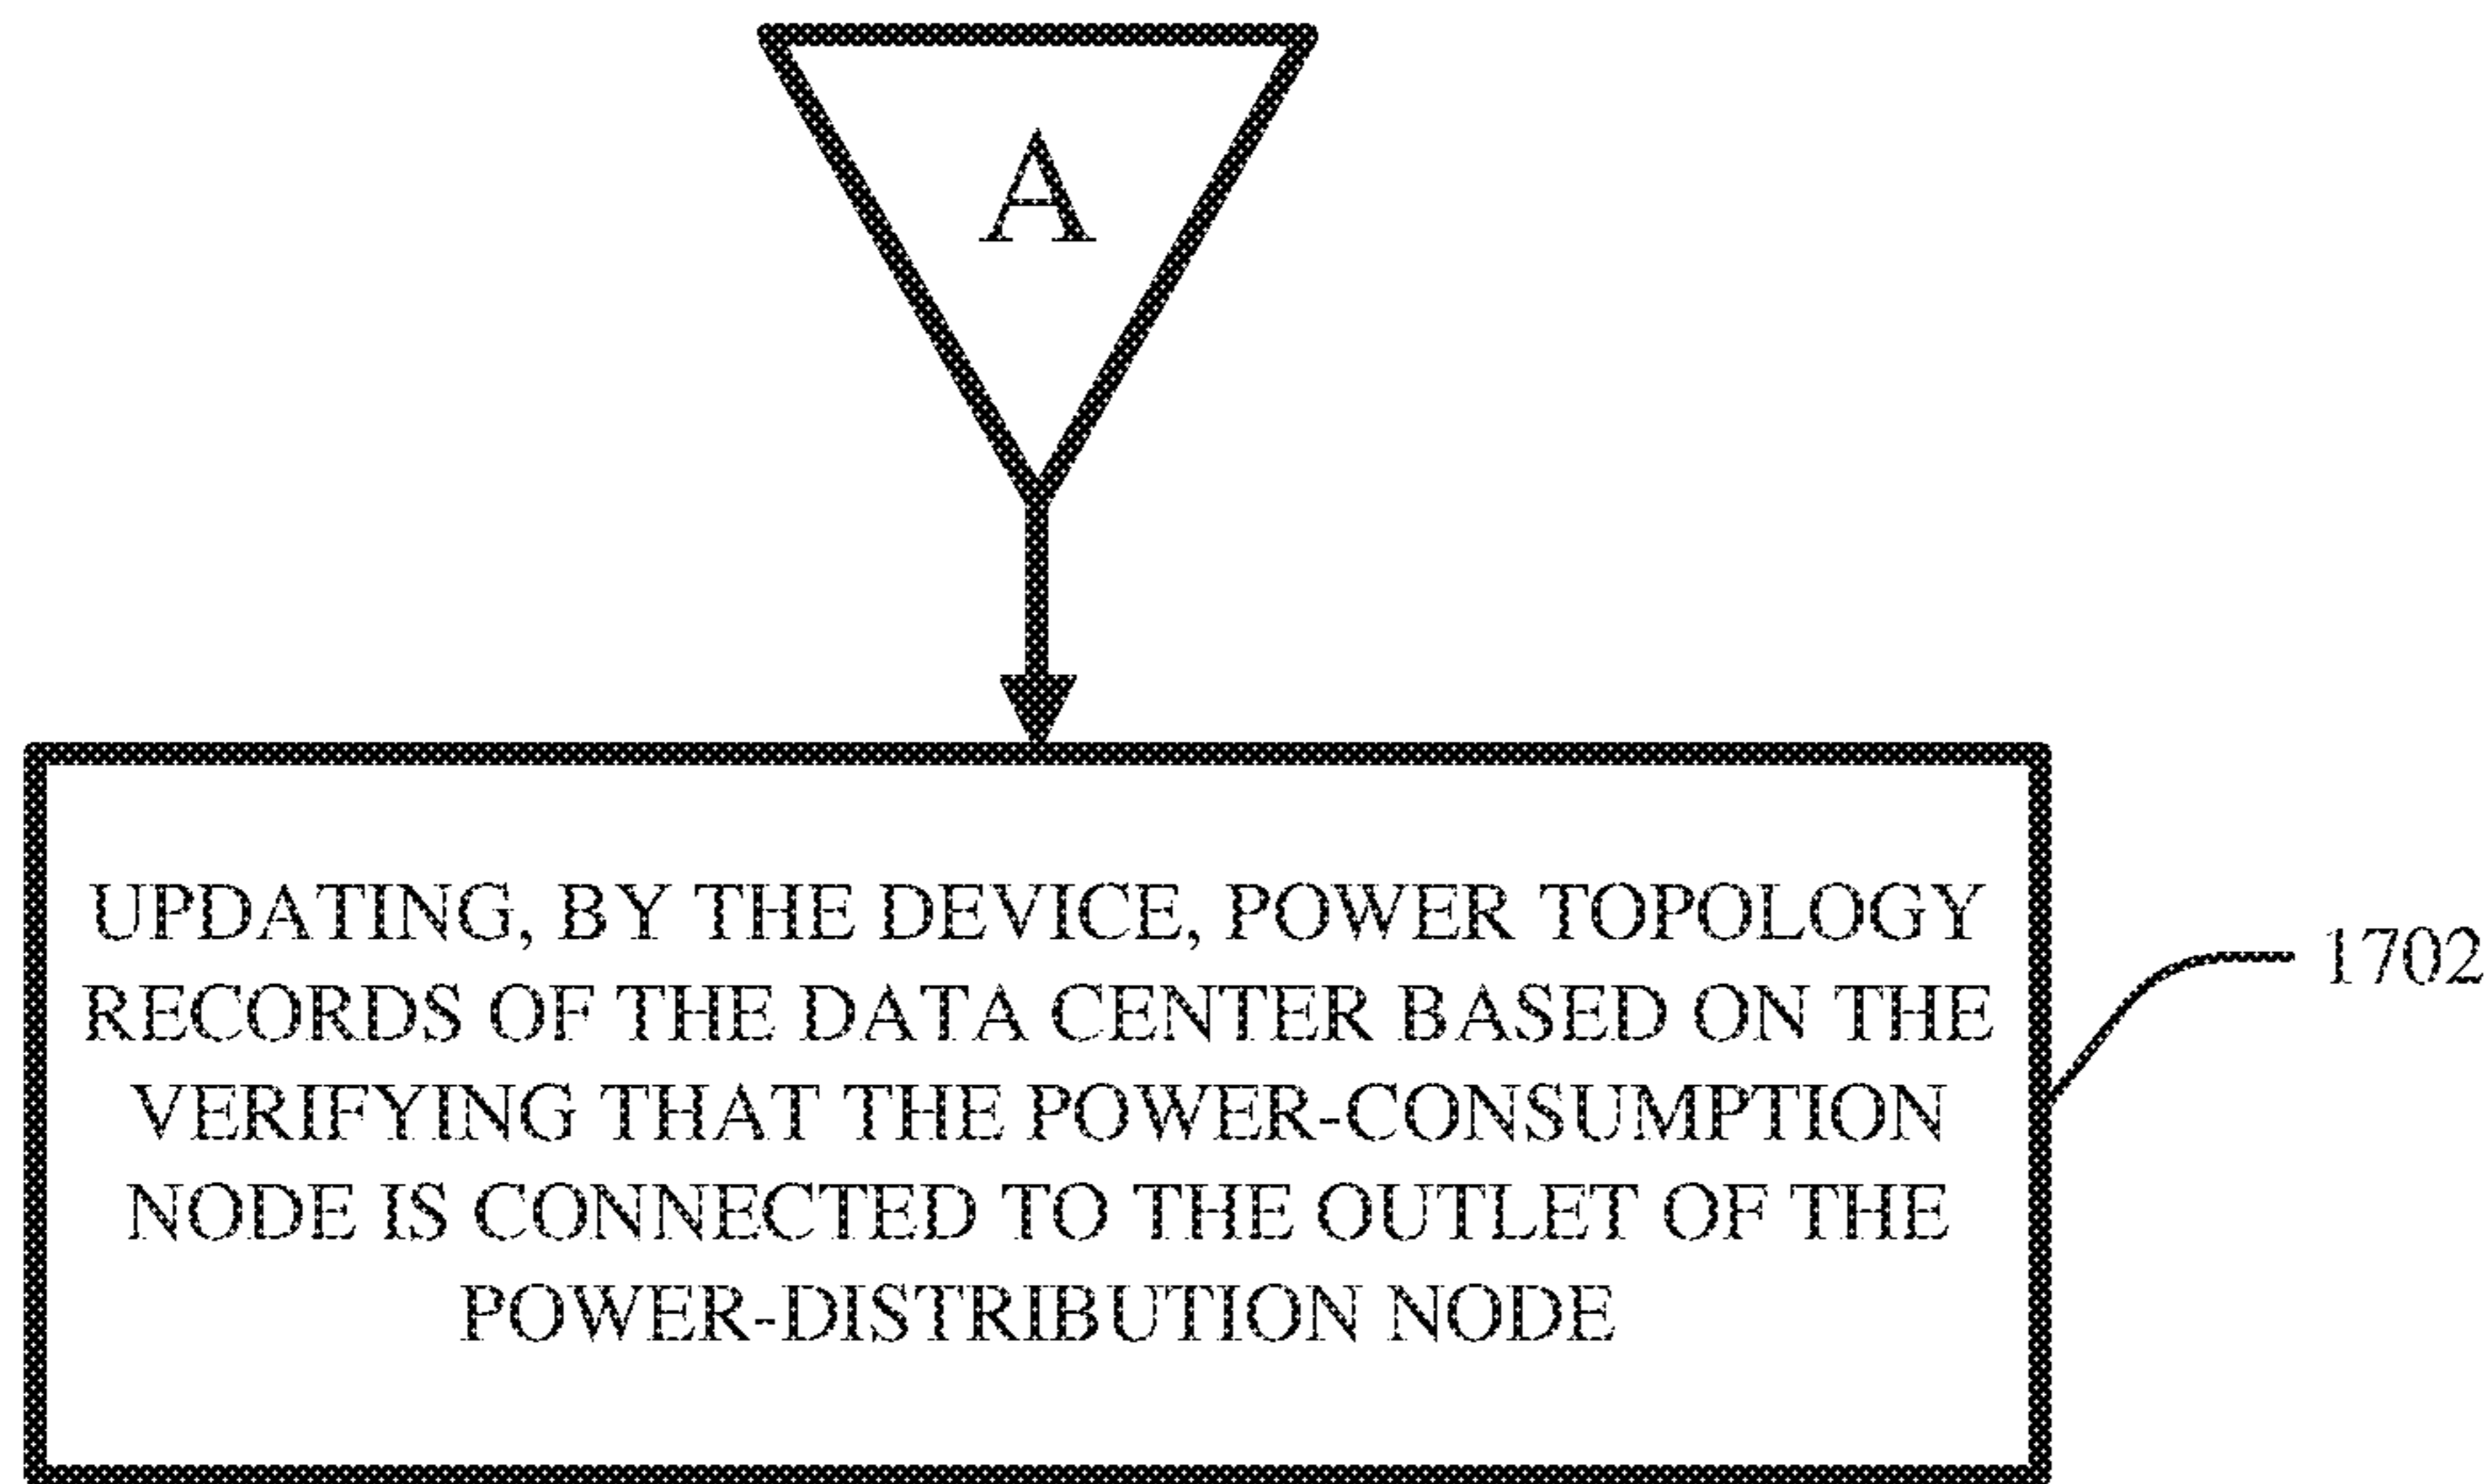 A
UPDATING, BY THE DEVICE, POWER TOPOLOGY
RECORDS OF THE DATA CENTER BASED ON THE
VERIFYING THAT THE POWER-CONSUMPTION
NODE IS CONNECTED TO THE OUTLET OF THE
POWER-DISTRIBUTION NODE
1702